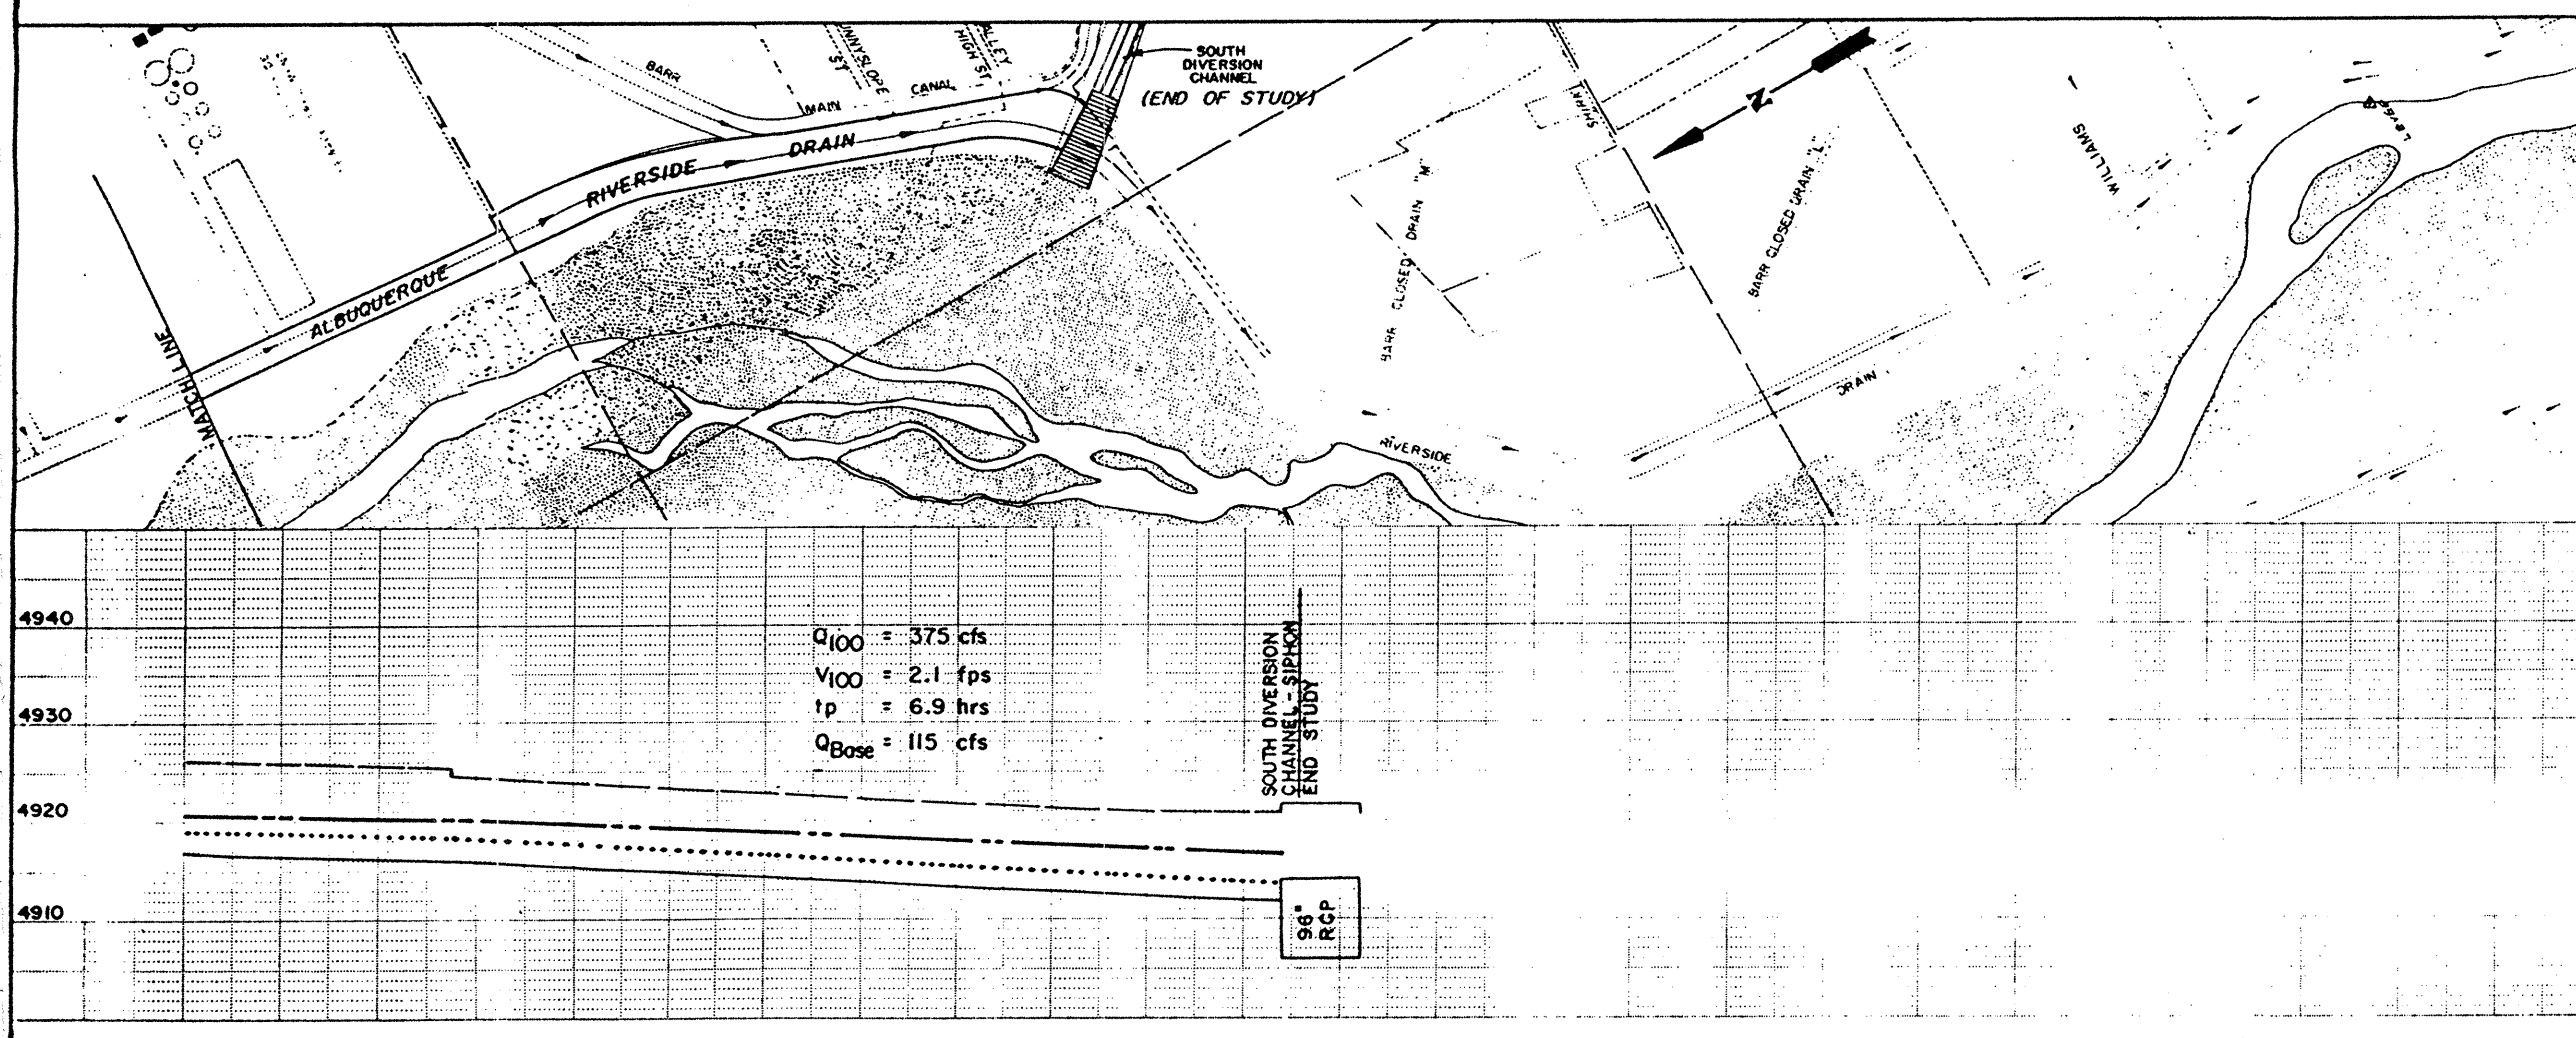 SOUTH
DIVERSION
CHANNEL
(END OF STUDY)
BARR
MAIN
CANAL
HIGH ST
ST
N
WILLIAMS
LEVEE
RIVERSIDE
DRAIN
ALBUQUERQUE
MATCH LINE
BARR CLOSED DRAIN "M"
BARR CLOSED DRAIN "L"
DRAIN
RIVERSIDE
4940
4930
4920
4910
Q100 = 375 cfs
V100 = 2.1 fps
tp = 6.9 hrs
QBase = 115 cfs
SOUTH DIVERSION
CHANNEL - SIPHON
END STUDY
96"
RCP